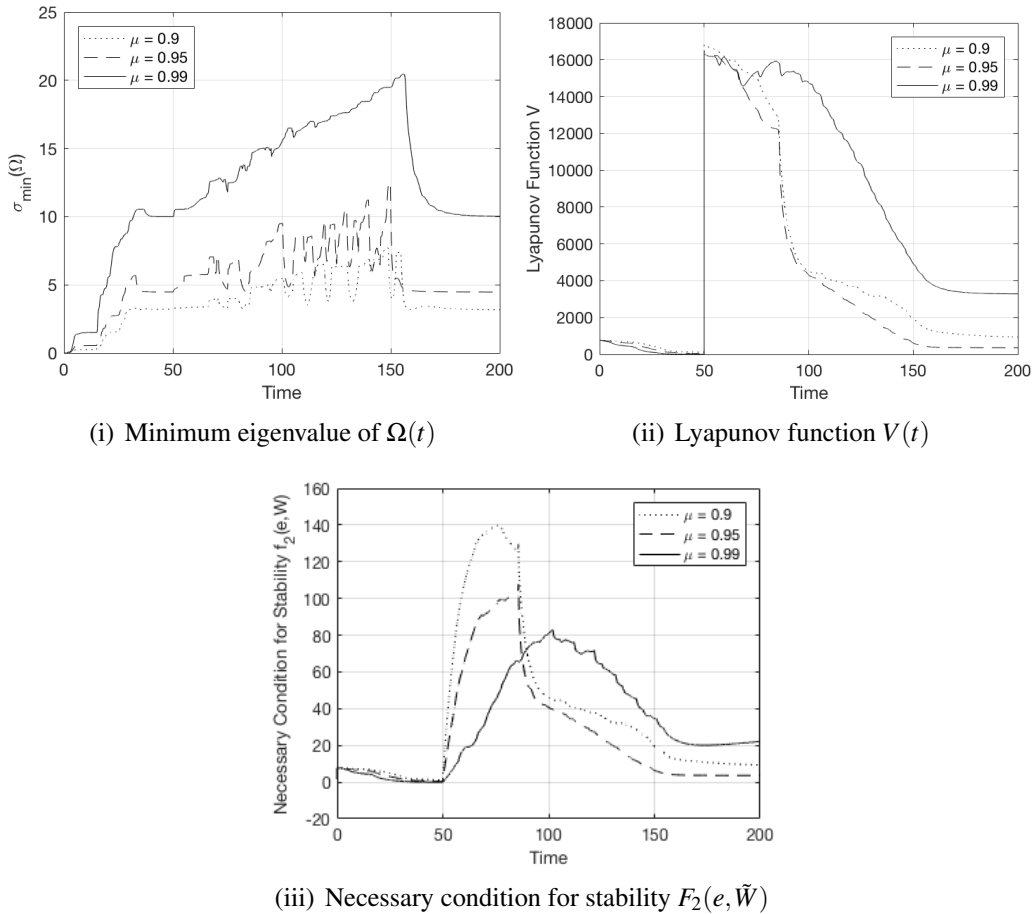 25
20
15
10
5
0
σmin(Ω)
μ = 0.9
μ = 0.95
μ = 0.99
0 50 100 150 200
Time
(i) Minimum eigenvalue of Ω(t)
18000
16000
14000
12000
10000
8000
6000
4000
2000
0
Lyapunov Function V
μ = 0.9
μ = 0.95
μ = 0.99
0 50 100 150 200
Time
(ii) Lyapunov function V(t)
160
140
120
100
80
60
40
20
0
-20
Necessary Condition for Stability f2(e,W)
μ = 0.9
μ = 0.95
μ = 0.99
0 50 100 150 200
Time
(iii) Necessary condition for stability F2(e, W̃)